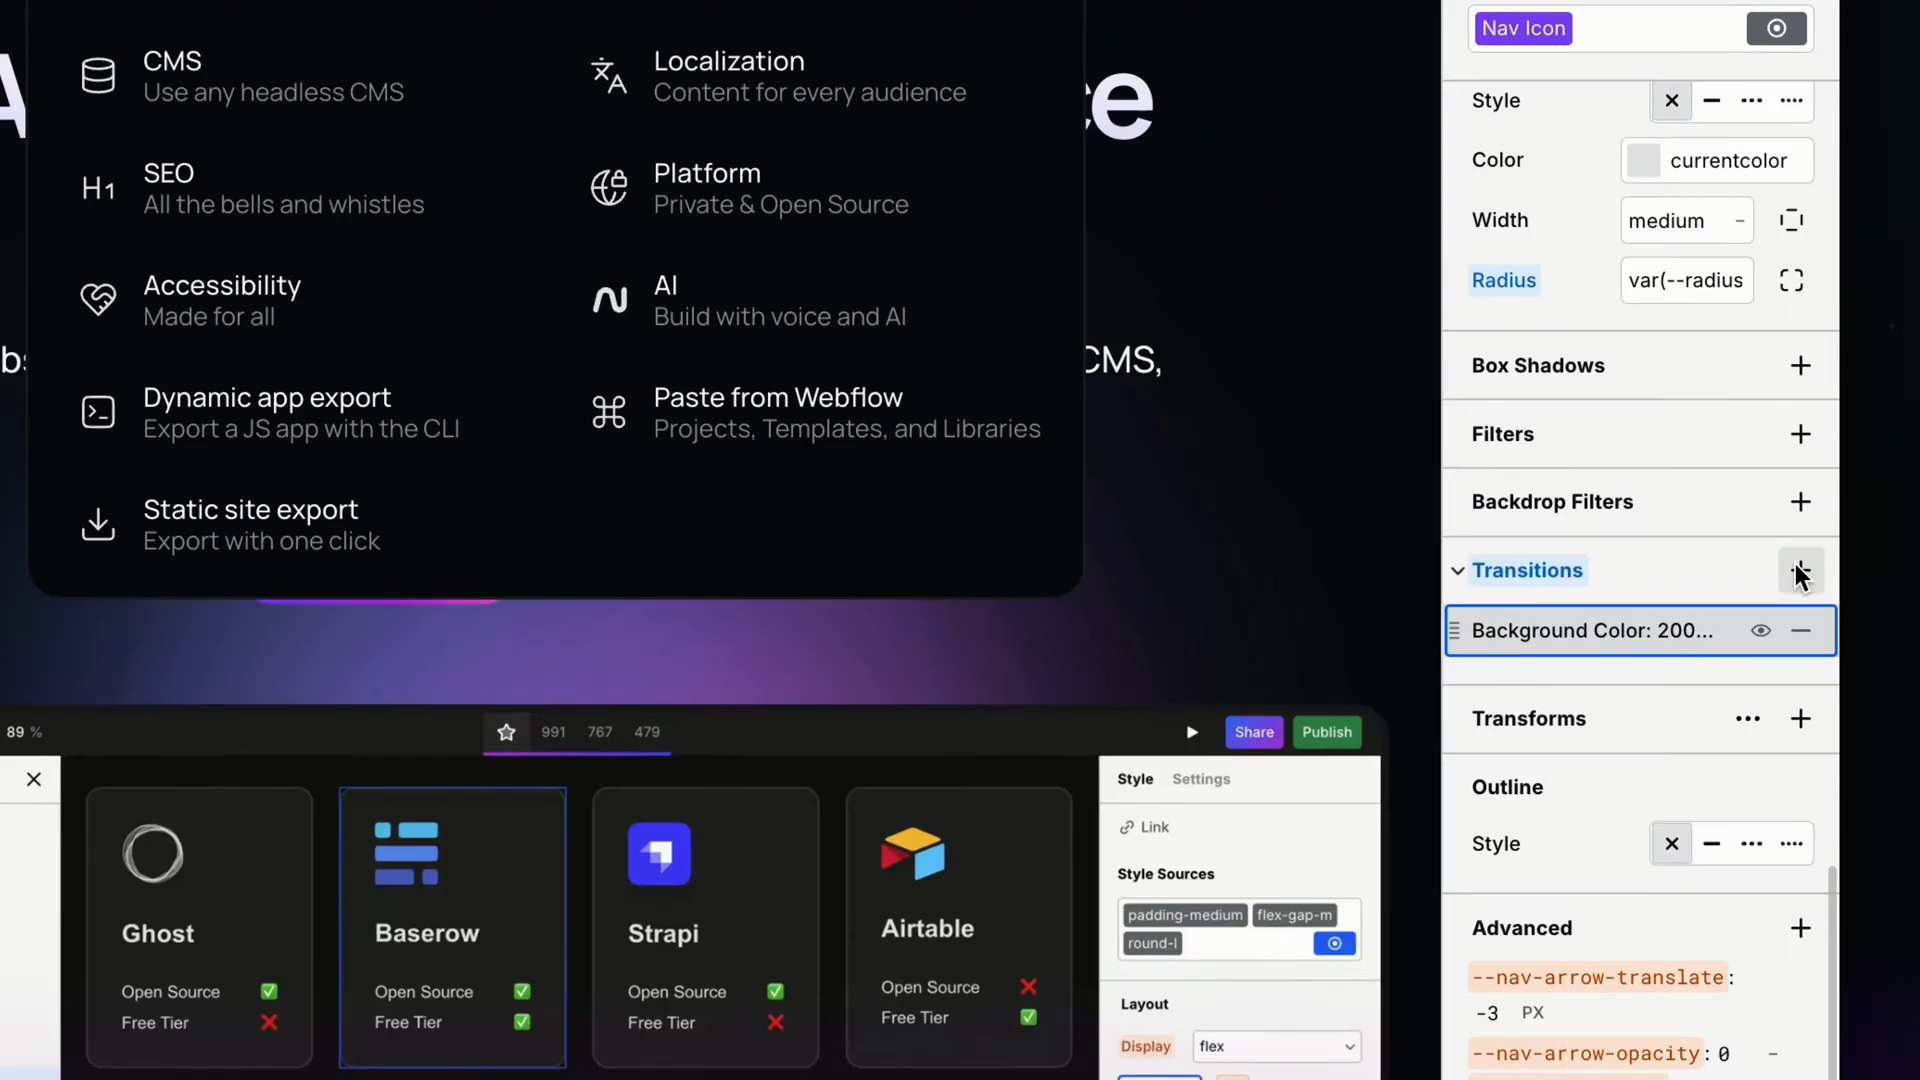 CMS
Use any headless CMS
SEO
All the bells and whistles
Accessibility
Made for all
Dynamic app export
Export a JS app with the CLI
Static site export
Export with one click
Localization
Content for every audience
Platform
Private & Open Source
AI
Build with voice and AI
Paste from Webflow
Projects, Templates, and Libraries
H1
A
ce
CMS,
89 %
991 767 479
Share
Publish
Ghost
Open Source
Free Tier
Baserow
Open Source
Free Tier
Strapi
Open Source
Free Tier
Airtable
Open Source
Free Tier
Style Settings
Link
Style Sources
padding-medium flex-gap-m
round-l
Layout
Display flex
Nav Icon
Style
Color currentcolor
Width medium –
Radius var(--radius
Box Shadows
Filters
Backdrop Filters
Transitions
Background Color: 200...
Transforms
Outline
Style
Advanced
--nav-arrow-translate:
-3 PX
--nav-arrow-opacity: 0 –